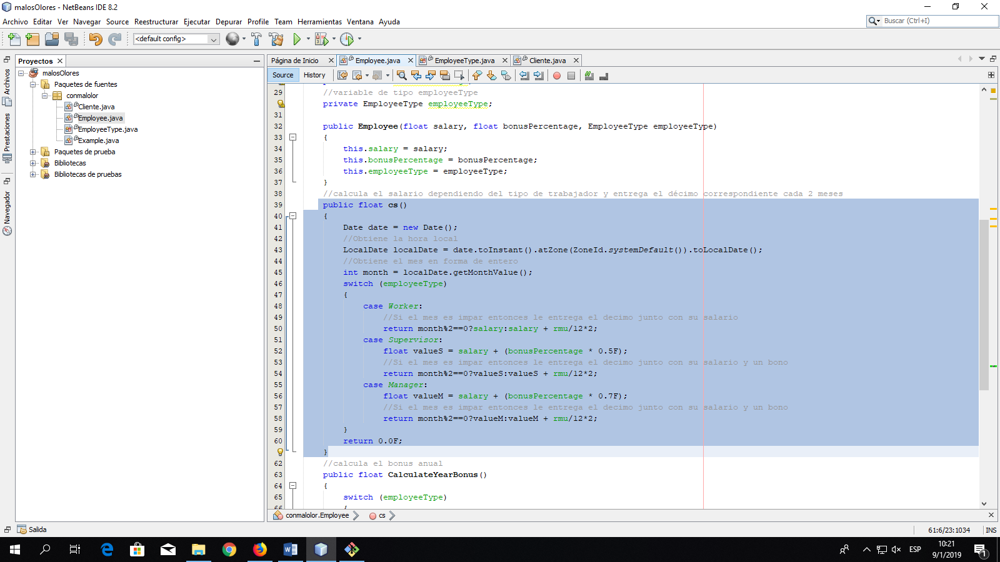 malosOlores - NetBeans IDE 8.2
Archivo Editar Ver Navegar Source Reestructurar Ejecutar Depurar Profile Team Herramientas Ventana Ayuda
Buscar (Ctrl+I)
<default config>
Archivos
Prestaciones
Navegador
Proyectos
malosOlores
Paquetes de fuentes
conmalolor
Cliente.java
Employee.java
EmployeeType.java
Example.java
Paquetes de prueba
Bibliotecas
Bibliotecas de pruebas
Página de Inicio Employee.java EmployeeType.java Cliente.java
Source History
29 //variable de tipo employeeType
private EmployeeType employeeType;
31
32 public Employee(float salary, float bonusPercentage, EmployeeType employeeType)
33 {
34 this.salary = salary;
35 this.bonusPercentage = bonusPercentage;
36 this.employeeType = employeeType;
37 }
38 //calcula el salario dependiendo del tipo de trabajador y entrega el décimo correspondiente cada 2 meses
39 public float cs()
40 {
41 Date date = new Date();
42 //Obtiene la hora local
43 LocalDate localDate = date.toInstant().atZone(ZoneId.systemDefault()).toLocalDate();
44 //Obtiene el mes en forma de entero
45 int month = localDate.getMonthValue();
46 switch (employeeType)
47 {
48 case Worker:
49 //Si el mes es impar entonces le entrega el decimo junto con su salario
50 return month%2==0?salary:salary + rmu/12*2;
51 case Supervisor:
52 float valueS = salary + (bonusPercentage * 0.5F);
53 //Si el mes es impar entonces le entrega el decimo junto con su salario y un bono
54 return month%2==0?valueS:valueS + rmu/12*2;
55 case Manager:
56 float valueM = salary + (bonusPercentage * 0.7F);
57 //Si el mes es impar entonces le entrega el decimo junto con su salario y un bono
58 return month%2==0?valueM:valueM + rmu/12*2;
59 }
60 return 0.0F;
}
62 //calcula el bonus anual
63 public float CalculateYearBonus()
64 {
65 switch (employeeType)
66 {
conmalolor.Employee cs
Salida
61:6/23:1034 INS
ESP
10:21
9/1/2019
1